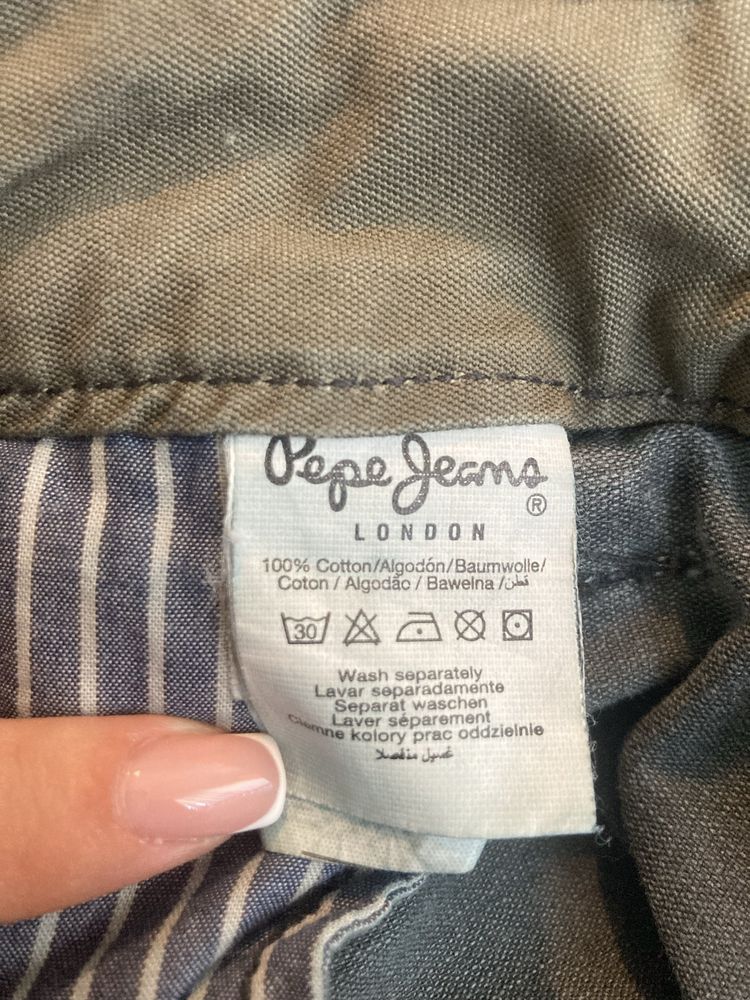 Pepe Jeans ®
LONDON
100% Cotton/Algodón/Baumwolle/
Coton / Algodão / Bawełna /قطن
30
Wash separately
Lavar separadamente
Separat waschen
Laver séparement
Ciemne kolory prac oddzielnie
غسيل منفصلا